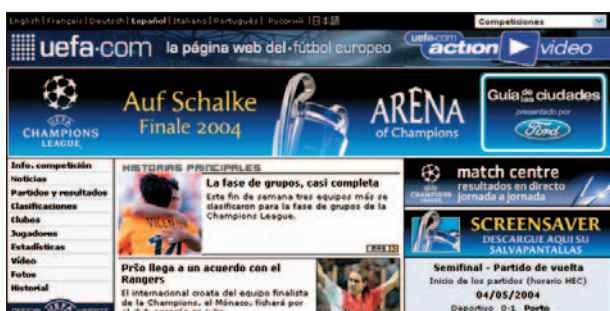 English|Français|Deutsch|Español|Italiano|Português| Русский |日本語
Competiciones
uefa.com la página web del·fútbol europeo
uefa.com
action video
UEFA
CHAMPIONS
LEAGUE
Auf Schalke
Finale 2004
ARENA
of Champions
Guía de las ciudades
presentado por
Ford
Info. competición
Noticias
Partidos y resultados
Clasificaciones
Clubes
Jugadores
Estadísticas
Vídeo
Fotos
Historial
HISTORIAS PRINCIPALES
La fase de grupos, casi completa
Este fin de semana tres equipos más se
clasificaron para la fase de grupos de la
Champions League.
MÁS
Pršo llega a un acuerdo con el
Rangers
El internacional croata del equipo finalista
de la Champions, el Mónaco, fichará por
match centre
resultados en directo
jornada a jornada
SCREENSAVER
DESCARGUE AQUI SU
SALVAPANTALLAS
Semifinal - Partido de vuelta
Inicio de los partidos (horario HEC)
04/05/2004
Deportivo 0-1 Porto